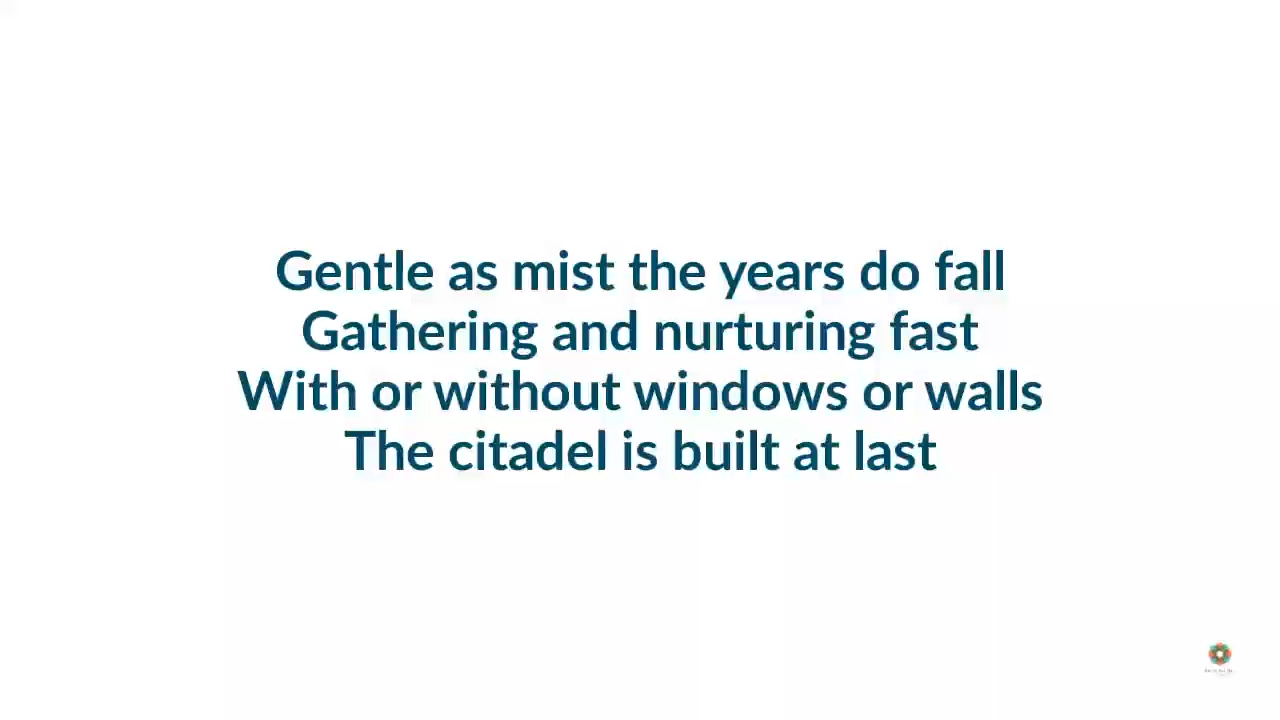 Gentle as mist the years do fall
Gathering and nurturing fast
With or without windows or walls
The citadel is built at last